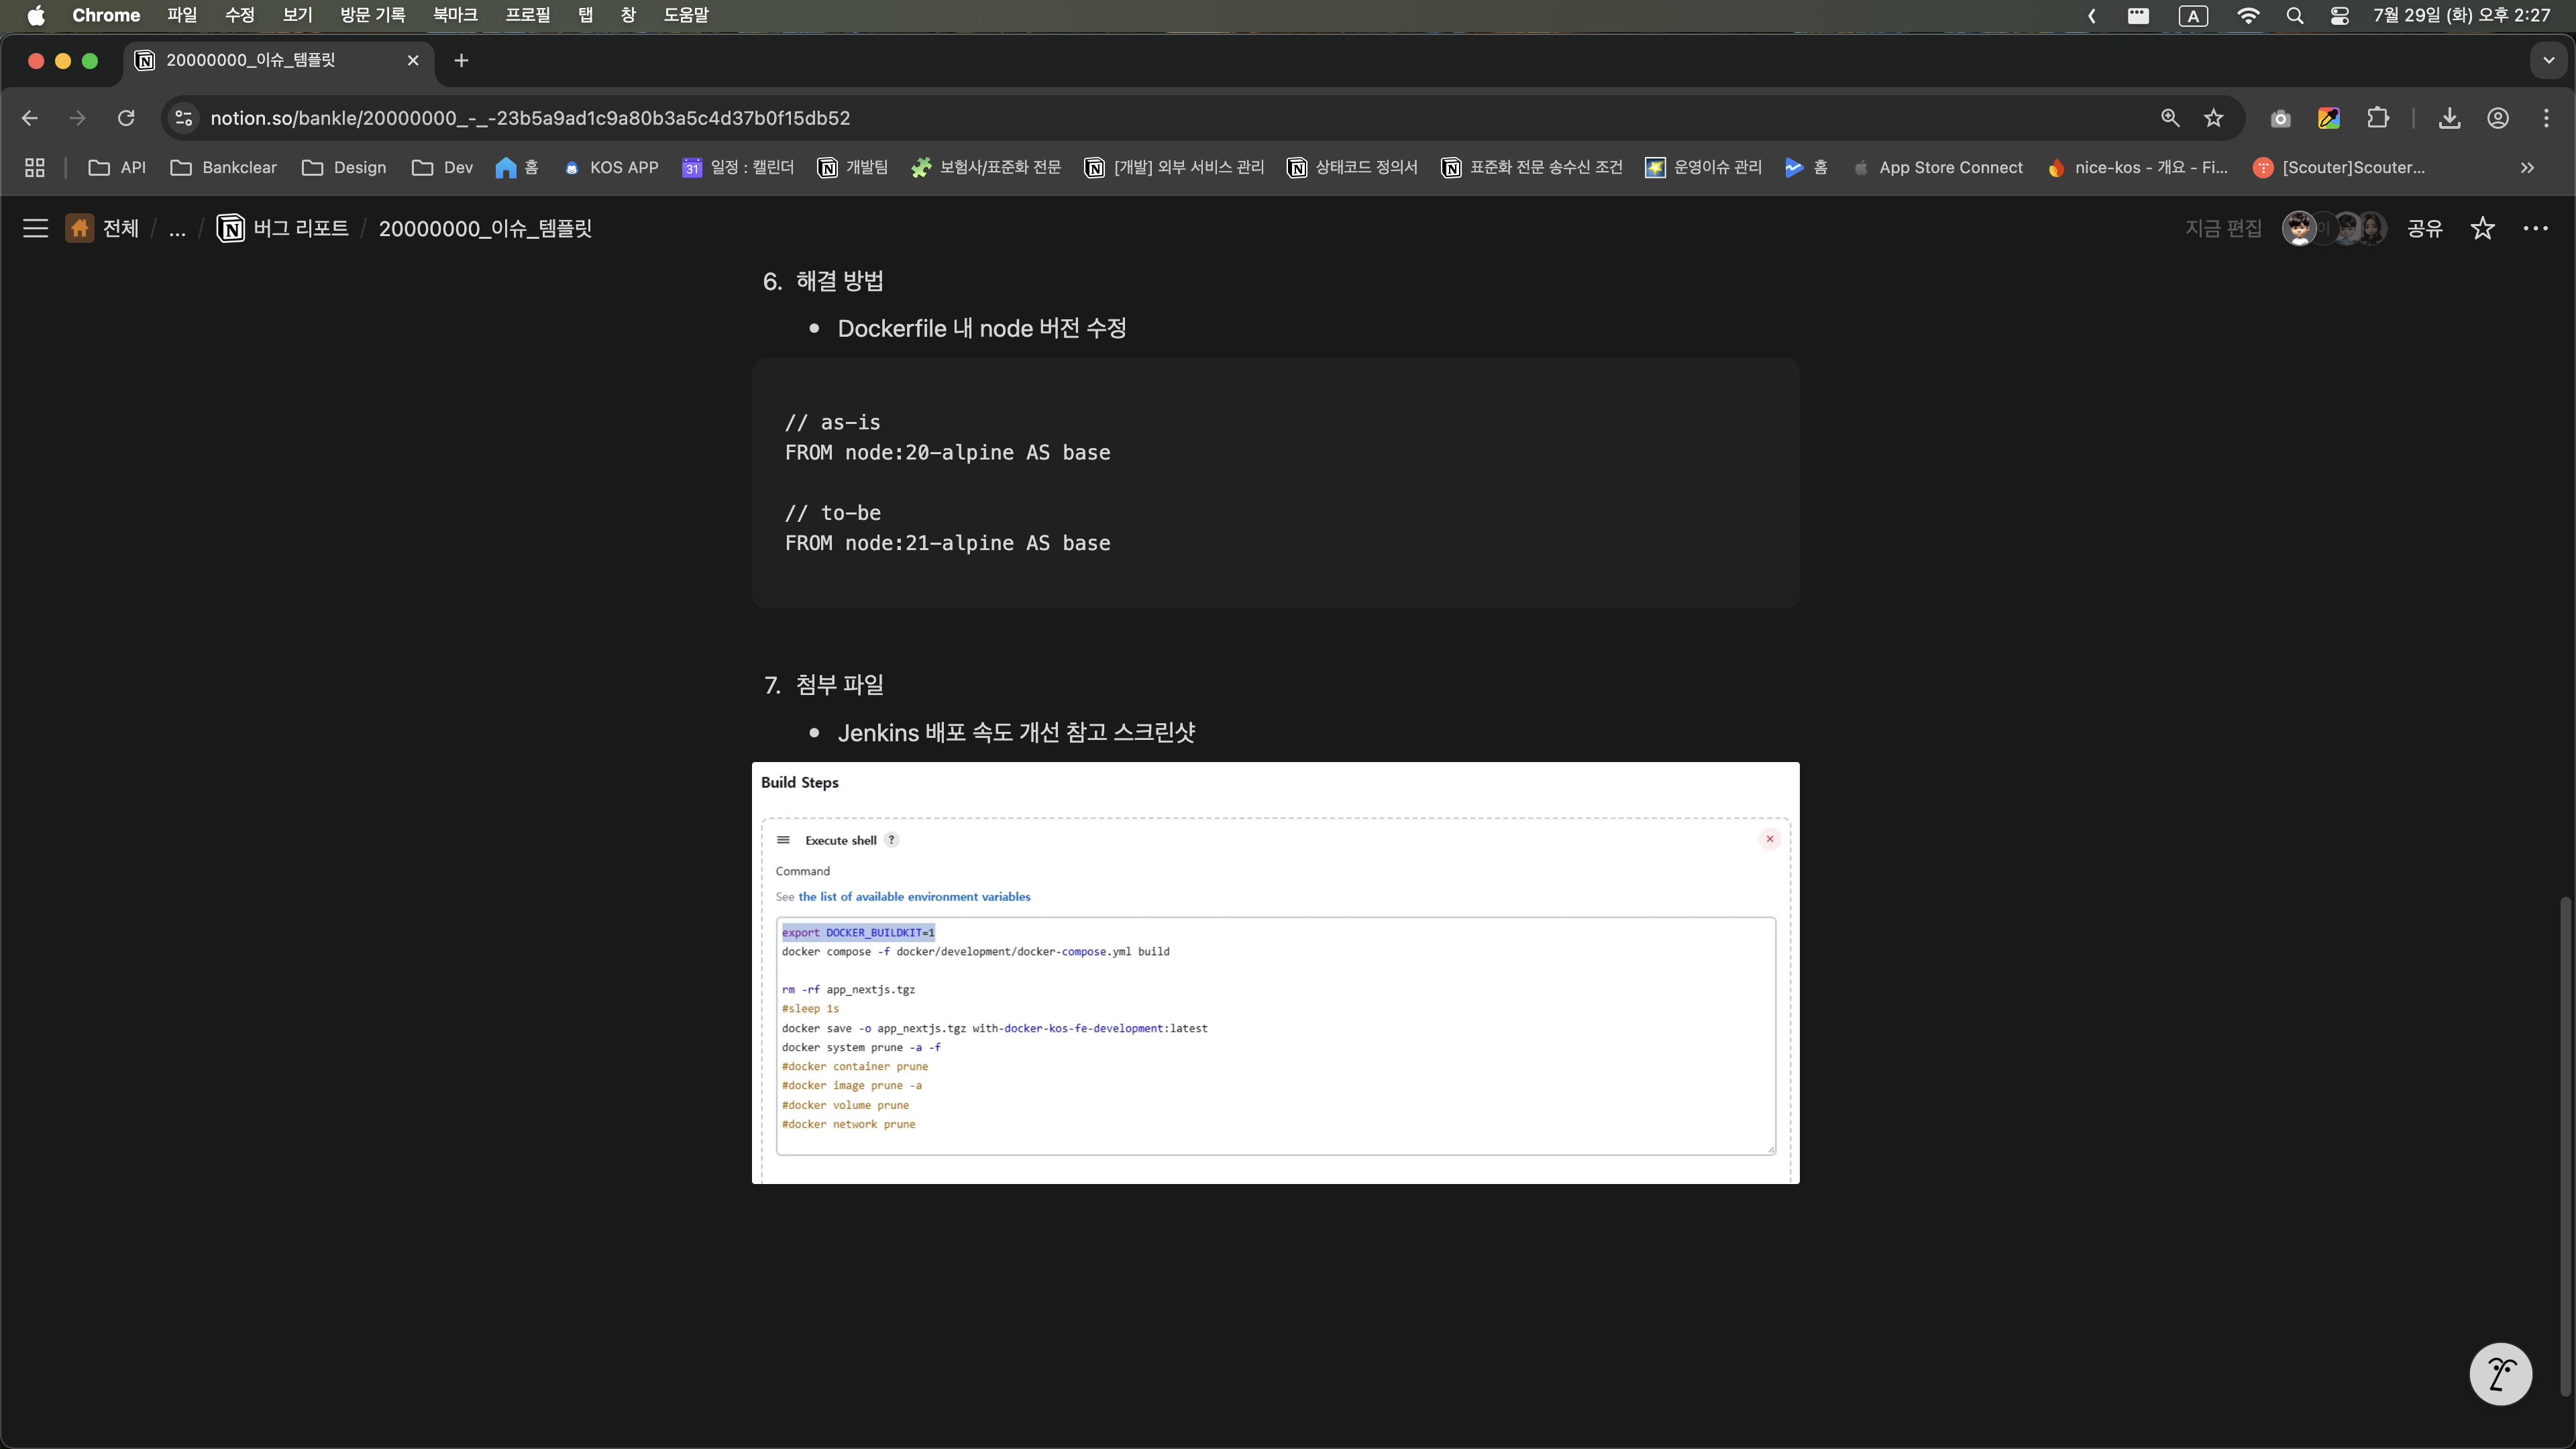 Chrome 파일 수정 보기 방문 기록 북마크 프로필 탭 창 도움말 A 7월 29일 (화) 오후 2:27
20000000_이슈_템플릿
notion.so/bankle/20000000_-_-23b5a9ad1c9a80b3a5c4d37b0f15db52
API Bankclear Design Dev 홈 KOS APP 31 일정 : 캘린더 개발팀 보험사/표준화 전문 [개발] 외부 서비스 관리 상태코드 정의서 표준화 전문 송수신 조건 운영이슈 관리 홈 App Store Connect nice-kos - 개요 - Fi... [Scouter]Scouter...
전체 / ... / 버그 리포트 / 20000000_이슈_템플릿 지금 편집 이 공유
6. 해결 방법
• Dockerfile 내 node 버전 수정
// as-is
FROM node:20-alpine AS base
// to-be
FROM node:21-alpine AS base
7. 첨부 파일
• Jenkins 배포 속도 개선 참고 스크린샷
Build Steps
Execute shell ?
Command
See the list of available environment variables
export DOCKER_BUILDKIT=1
docker compose -f docker/development/docker-compose.yml build
rm -rf app_nextjs.tgz
#sleep 1s
docker save -o app_nextjs.tgz with-docker-kos-fe-development:latest
docker system prune -a -f
#docker container prune
#docker image prune -a
#docker volume prune
#docker network prune